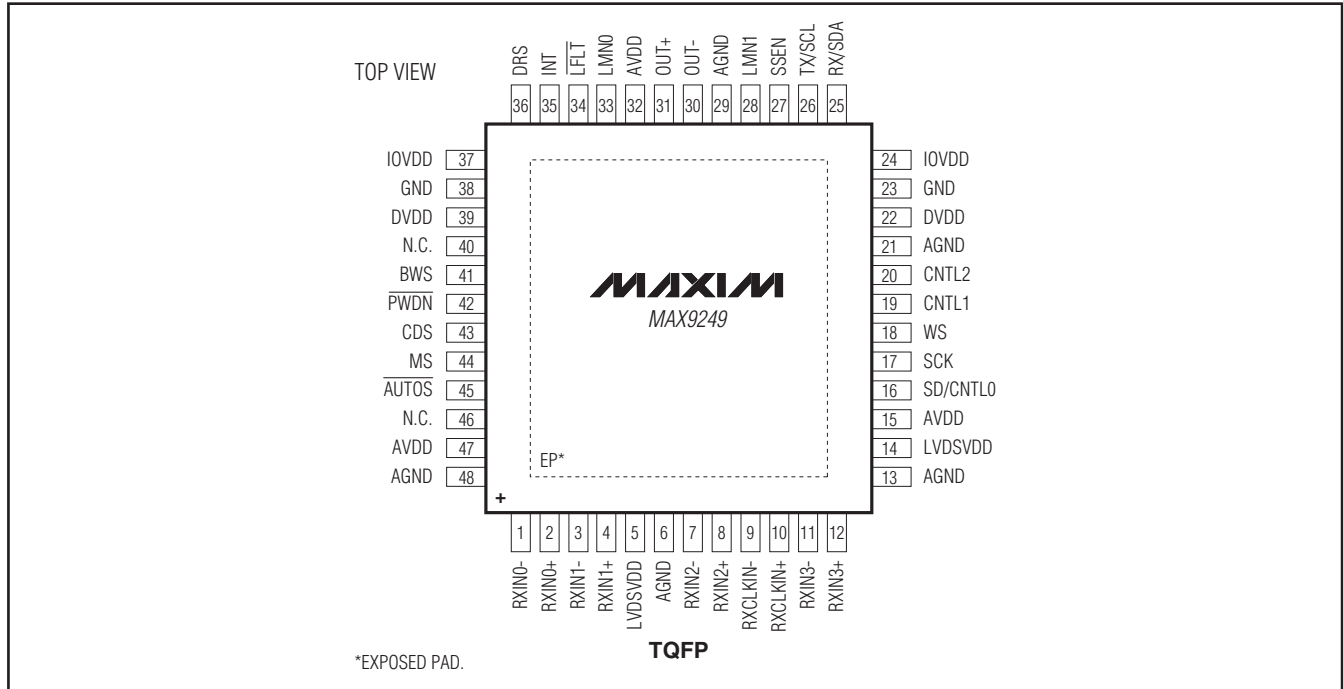 TOP VIEW
DRS
INT
LFLT
LMN0
AVDD
OUT+
OUT-
AGND
LMN1
SSEN
TX/SCL
RX/SDA
36 35 34 33 32 31 30 29 28 27 26 25
IOVDD 37
GND 38
DVDD 39
N.C. 40
BWS 41
PWDN 42
CDS 43
MS 44
AUTOS 45
N.C. 46
AVDD 47
AGND 48
MAXIM
MAX9249
EP*
+
24 IOVDD
23 GND
22 DVDD
21 AGND
20 CNTL2
19 CNTL1
18 WS
17 SCK
16 SD/CNTL0
15 AVDD
14 LVDSVDD
13 AGND
1 2 3 4 5 6 7 8 9 10 11 12
RXIN0-
RXIN0+
RXIN1-
RXIN1+
LVDSVDD
AGND
RXIN2-
RXIN2+
RXCLKIN-
RXCLKIN+
RXIN3-
RXIN3+
TQFP
*EXPOSED PAD.